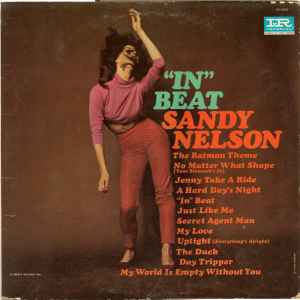 IR
IMPERIAL
"IN"
BEAT
SANDY
NELSON
The Batman Theme
No Matter What Shape
(Your Stomach's In)
Jenny Take A Ride
A Hard Day's Night
"In" Beat
Just Like Me
Secret Agent Man
My Love
Uptight (Everything's Alright)
The Duck
Day Tripper
My World Is Empty Without You